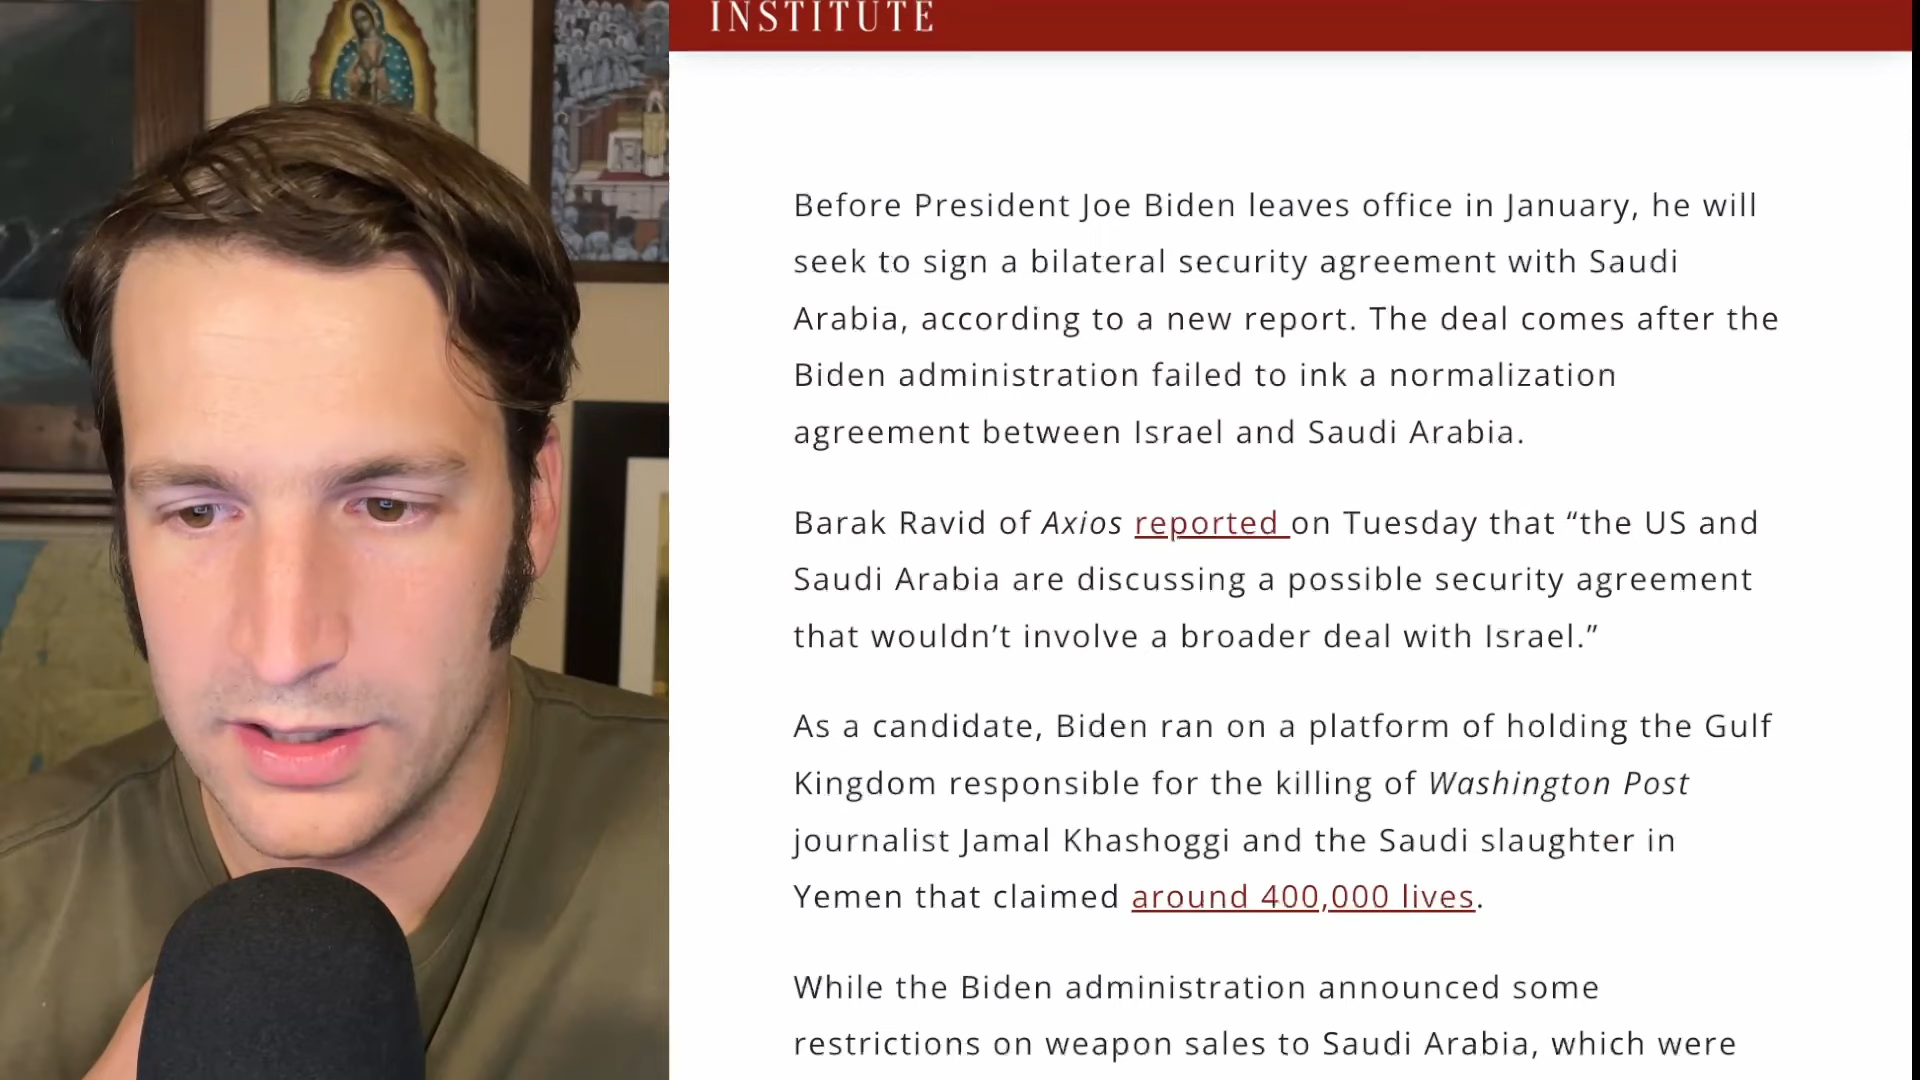 INSTITUTE
Before President Joe Biden leaves office in January, he will
seek to sign a bilateral security agreement with Saudi
Arabia, according to a new report. The deal comes after the
Biden administration failed to ink a normalization
agreement between Israel and Saudi Arabia.
Barak Ravid of Axios reported on Tuesday that “the US and
Saudi Arabia are discussing a possible security agreement
that wouldn’t involve a broader deal with Israel.”
As a candidate, Biden ran on a platform of holding the Gulf
Kingdom responsible for the killing of Washington Post
journalist Jamal Khashoggi and the Saudi slaughter in
Yemen that claimed around 400,000 lives.
While the Biden administration announced some
restrictions on weapon sales to Saudi Arabia, which were